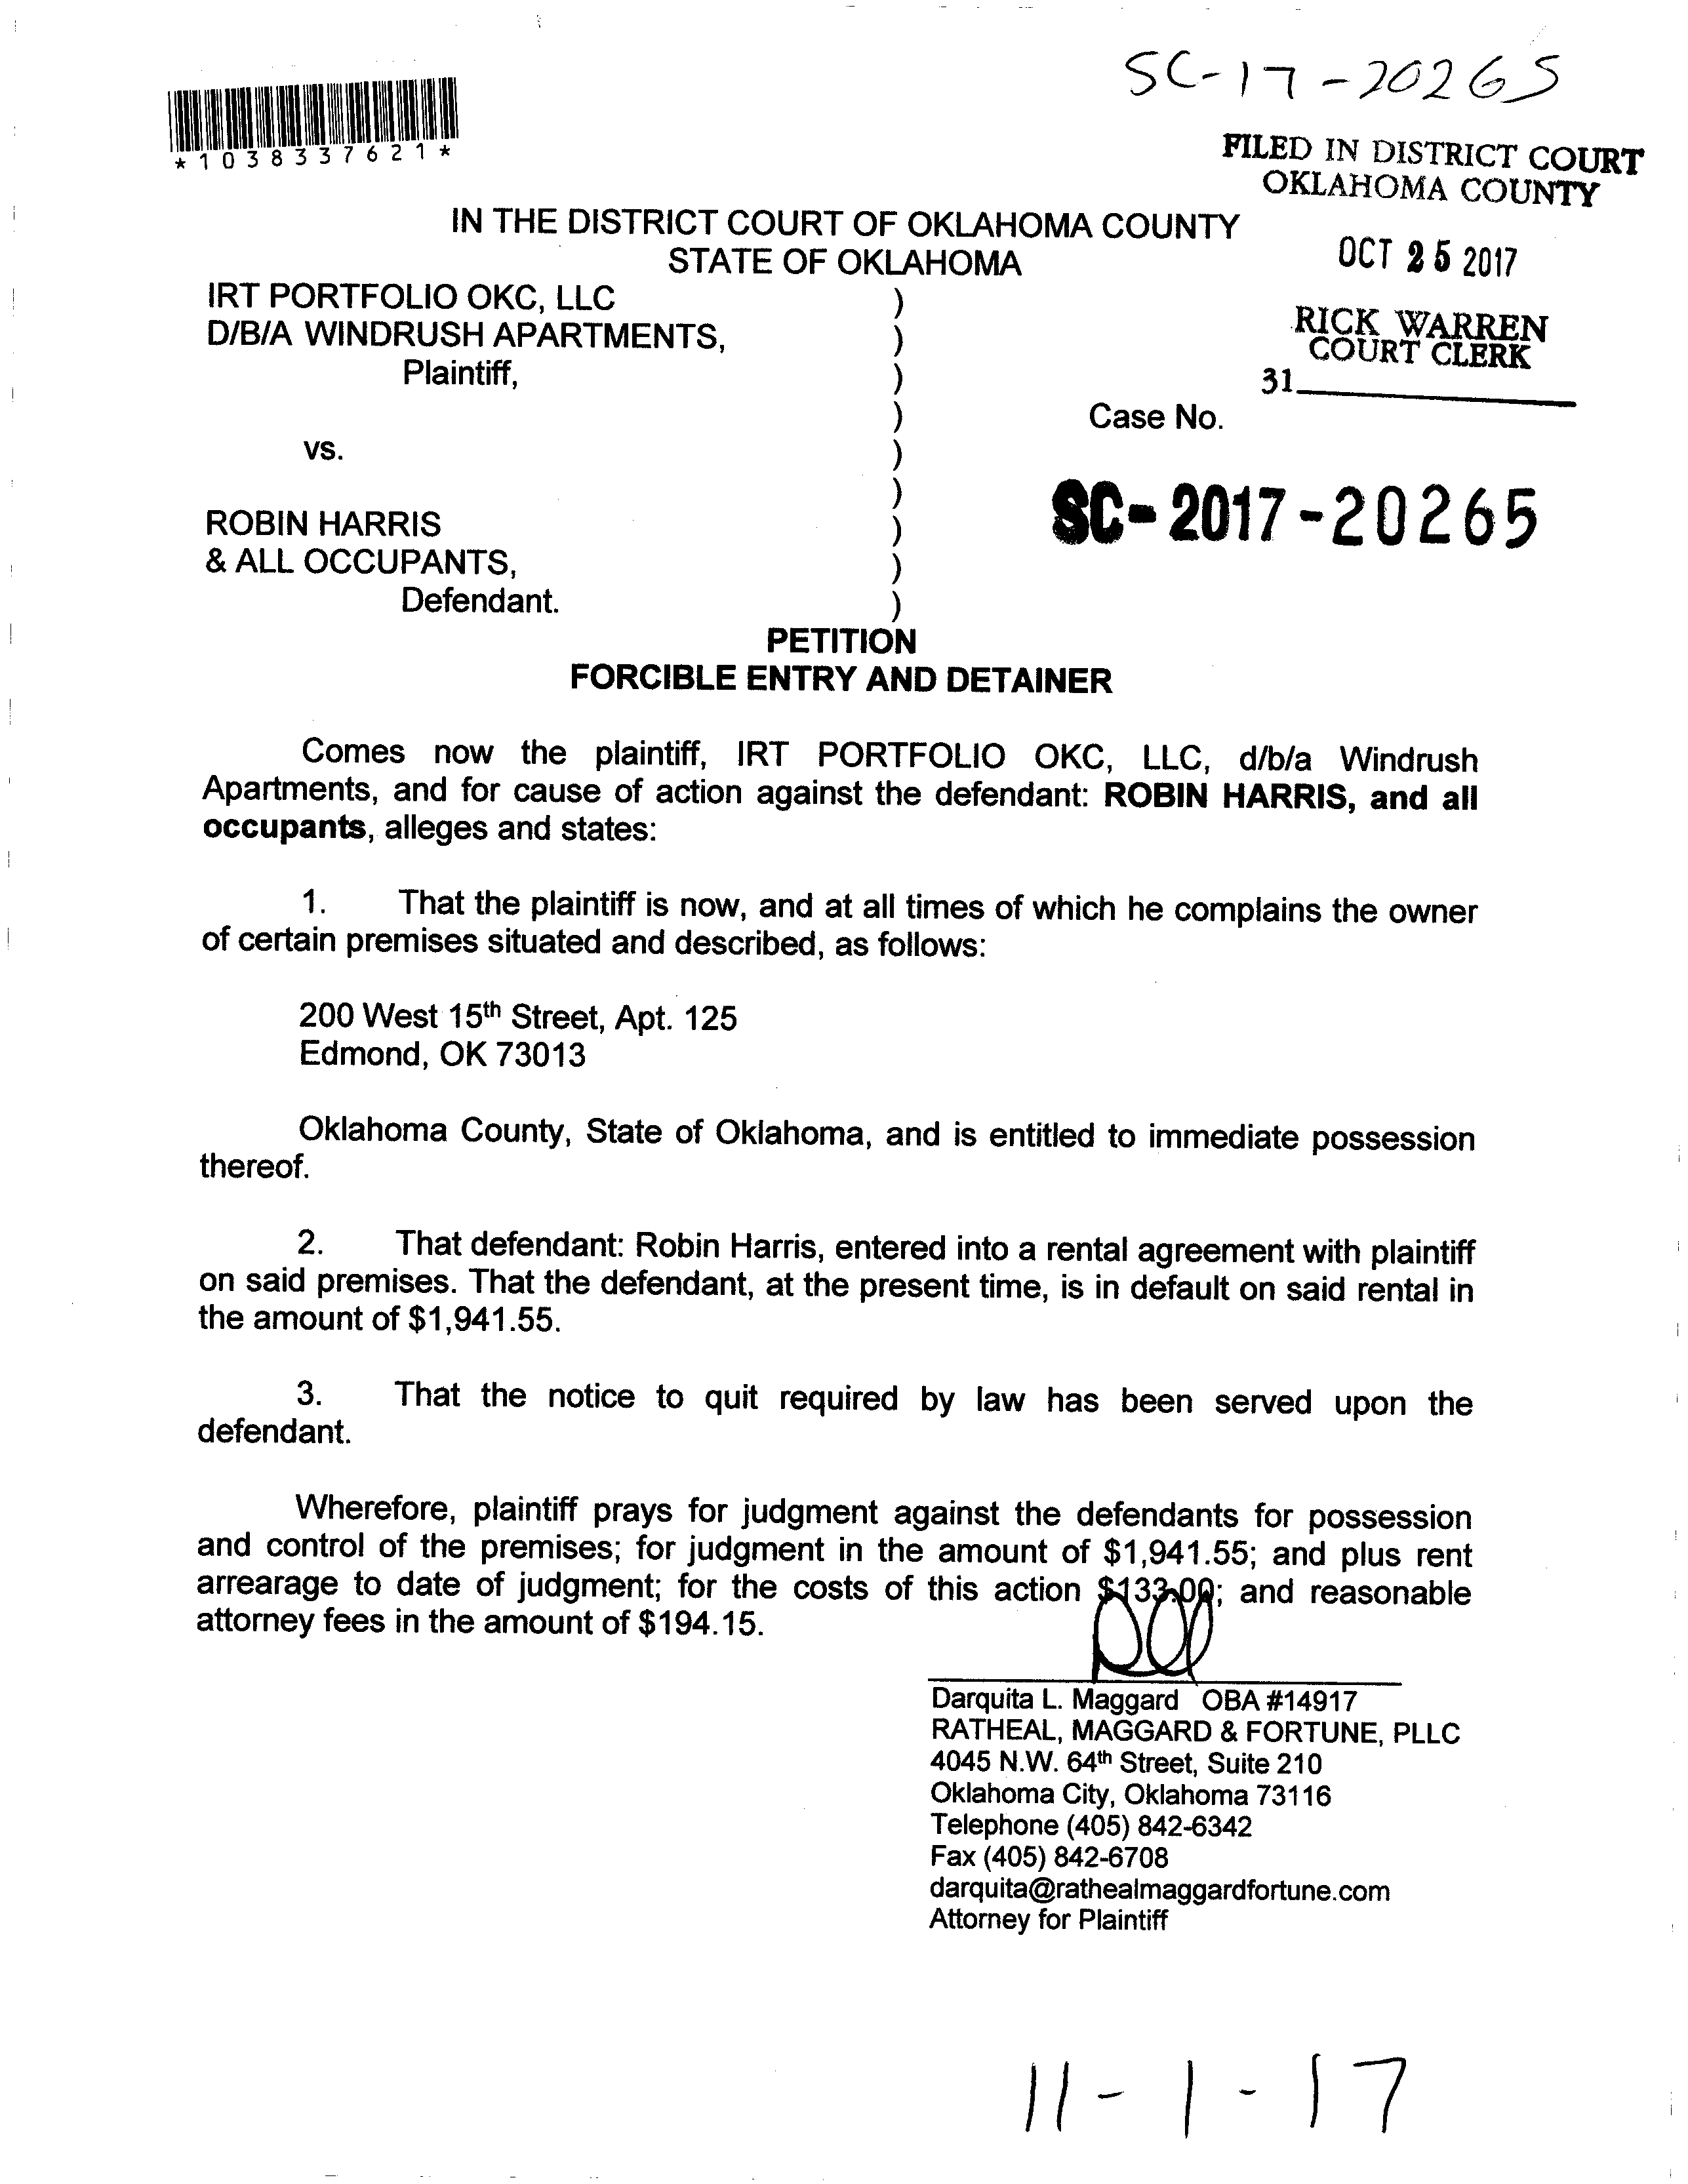 SC-17-20265
*1038337621*
FILED IN DISTRICT COURT
OKLAHOMA COUNTY
IN THE DISTRICT COURT OF OKLAHOMA COUNTY
STATE OF OKLAHOMA
OCT 25 2017
IRT PORTFOLIO OKC, LLC )
D/B/A WINDRUSH APARTMENTS, )
Plaintiff, )
RICK WARREN
COURT CLERK
31
) Case No.
vs. )
)
SC-2017-20265
ROBIN HARRIS )
& ALL OCCUPANTS, )
Defendant. )
PETITION
FORCIBLE ENTRY AND DETAINER
Comes now the plaintiff, IRT PORTFOLIO OKC, LLC, d/b/a Windrush
Apartments, and for cause of action against the defendant: ROBIN HARRIS, and all
occupants, alleges and states:
1. That the plaintiff is now, and at all times of which he complains the owner
of certain premises situated and described, as follows:
200 West 15th Street, Apt. 125
Edmond, OK 73013
Oklahoma County, State of Oklahoma, and is entitled to immediate possession
thereof.
2. That defendant: Robin Harris, entered into a rental agreement with plaintiff
on said premises. That the defendant, at the present time, is in default on said rental in
the amount of $1,941.55.
3. That the notice to quit required by law has been served upon the
defendant.
Wherefore, plaintiff prays for judgment against the defendants for possession
and control of the premises; for judgment in the amount of $1,941.55; and plus rent
arrearage to date of judgment; for the costs of this action $133.00; and reasonable
attorney fees in the amount of $194.15.
Darquita L. Maggard OBA #14917
RATHEAL, MAGGARD & FORTUNE, PLLC
4045 N.W. 64th Street, Suite 210
Oklahoma City, Oklahoma 73116
Telephone (405) 842-6342
Fax (405) 842-6708
darquita@rathealmaggardfortune.com
Attorney for Plaintiff
11-1-17